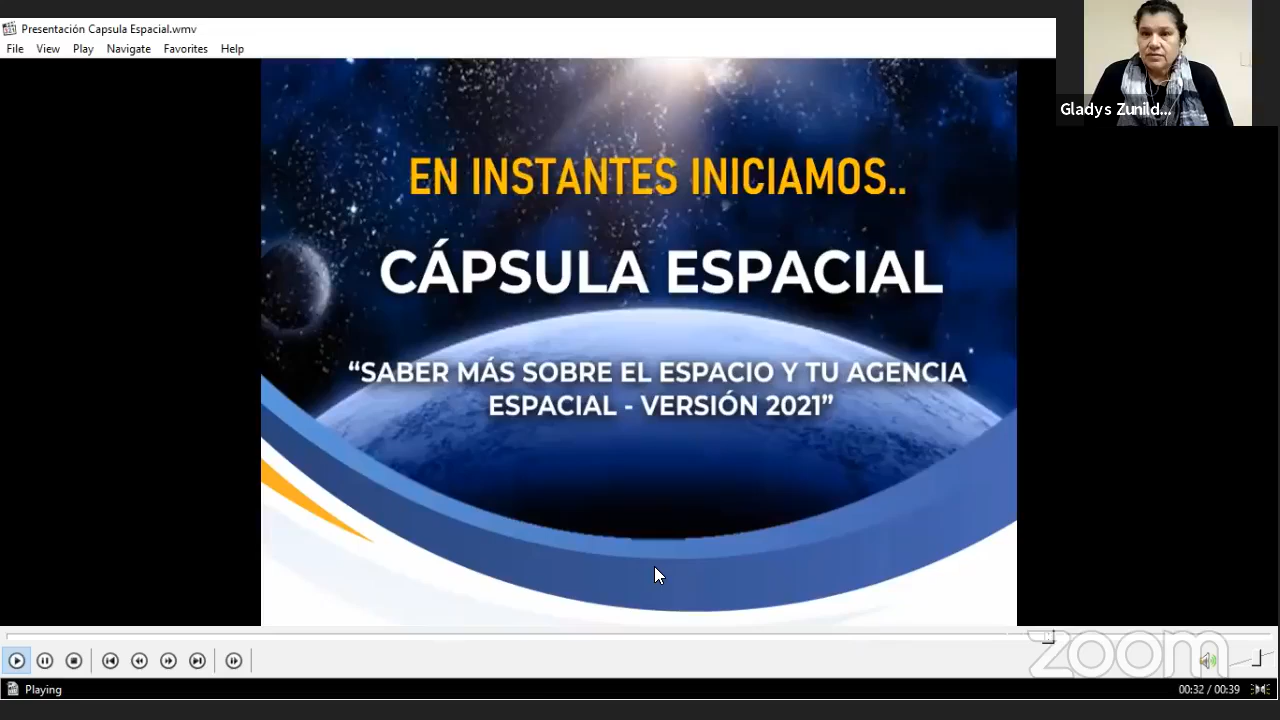 Presentación Capsula Espacial.wmv
File View Play Navigate Favorites Help
Gladys Zunild...
EN INSTANTES INICIAMOS..
CÁPSULA ESPACIAL
“SABER MÁS SOBRE EL ESPACIO Y TU AGENCIA
ESPACIAL - VERSIÓN 2021”
zoom
Playing
00:32 / 00:39